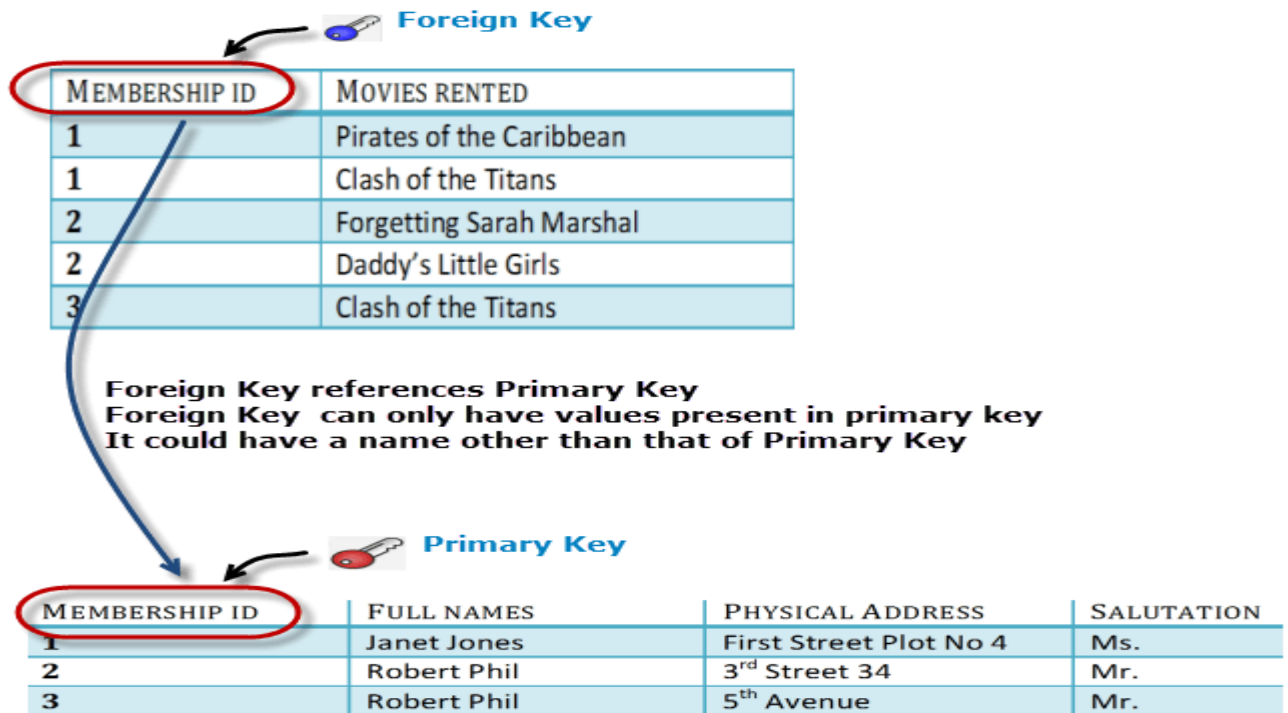 Foreign Key
MEMBERSHIP ID MOVIES RENTED
1 Pirates of the Caribbean
1 Clash of the Titans
2 Forgetting Sarah Marshal
2 Daddy’s Little Girls
3 Clash of the Titans
Foreign Key references Primary Key
Foreign Key can only have values present in primary key
It could have a name other than that of Primary Key
Primary Key
MEMBERSHIP ID FULL NAMES PHYSICAL ADDRESS SALUTATION
1 Janet Jones First Street Plot No 4 Ms.
2 Robert Phil 3rd Street 34 Mr.
3 Robert Phil 5th Avenue Mr.